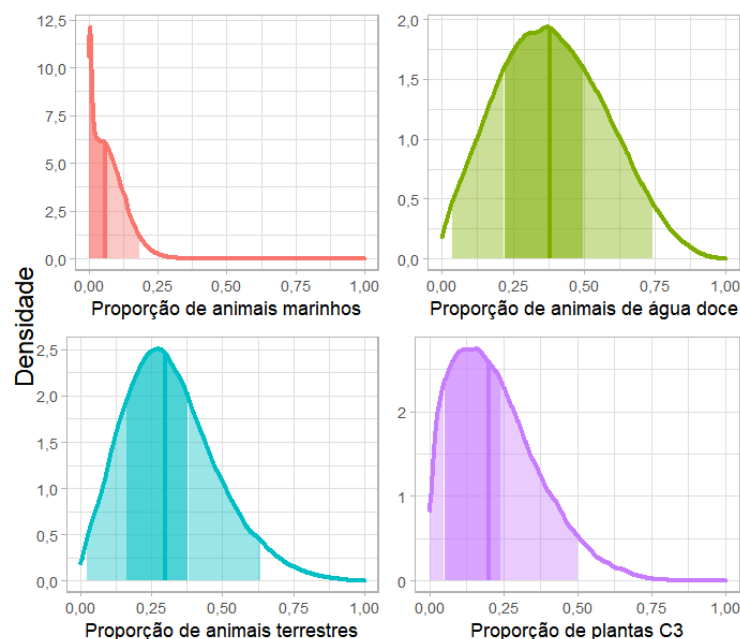 Densidade
12,5
10,0
7,5
5,0
2,5
0,0
0,00 0,25 0,50 0,75 1,00
Proporção de animais marinhos
2,0
1,5
1,0
0,5
0,0
0,00 0,25 0,50 0,75 1,00
Proporção de animais de água doce
2,5
2,0
1,5
1,0
0,5
0,0
0,00 0,25 0,50 0,75 1,00
Proporção de animais terrestres
2
1
0
0,00 0,25 0,50 0,75 1,00
Proporção de plantas C3